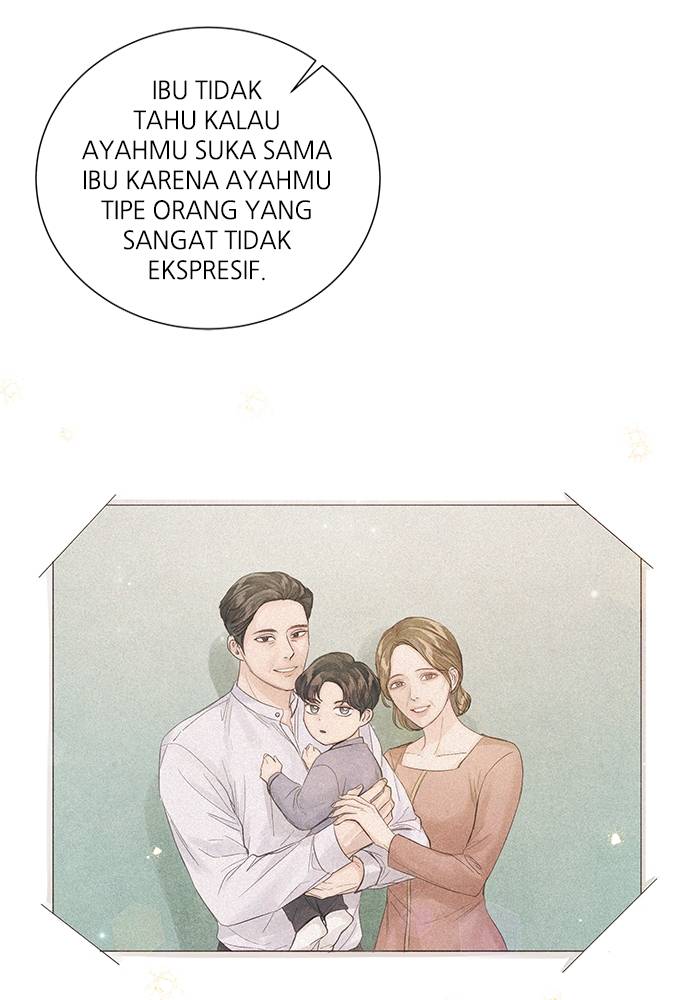 IBU TIDAK
TAHU KALAU
AYAHMU SUKA SAMA
IBU KARENA AYAHMU
TIPE ORANG YANG
SANGAT TIDAK
EKSPRESIF.